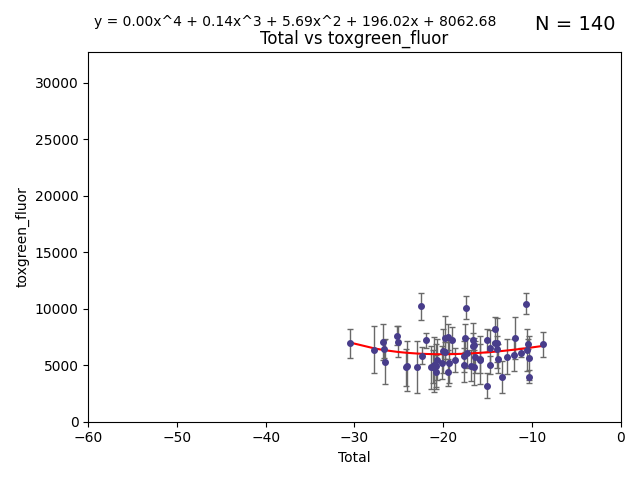 y = 0.00x^4 + 0.14x^3 + 5.69x^2 + 196.02x + 8062.68
N = 140
Total vs toxgreen_fluor
30000
25000
20000
15000
10000
5000
0
toxgreen_fluor
−60
−50
−40
−30
−20
−10
0
Total